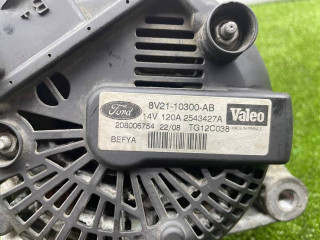 Ford
8V21-10300-AB
14V 120A 2543427A
Valeo
208006784 22/08 TG12C038
BEFYA